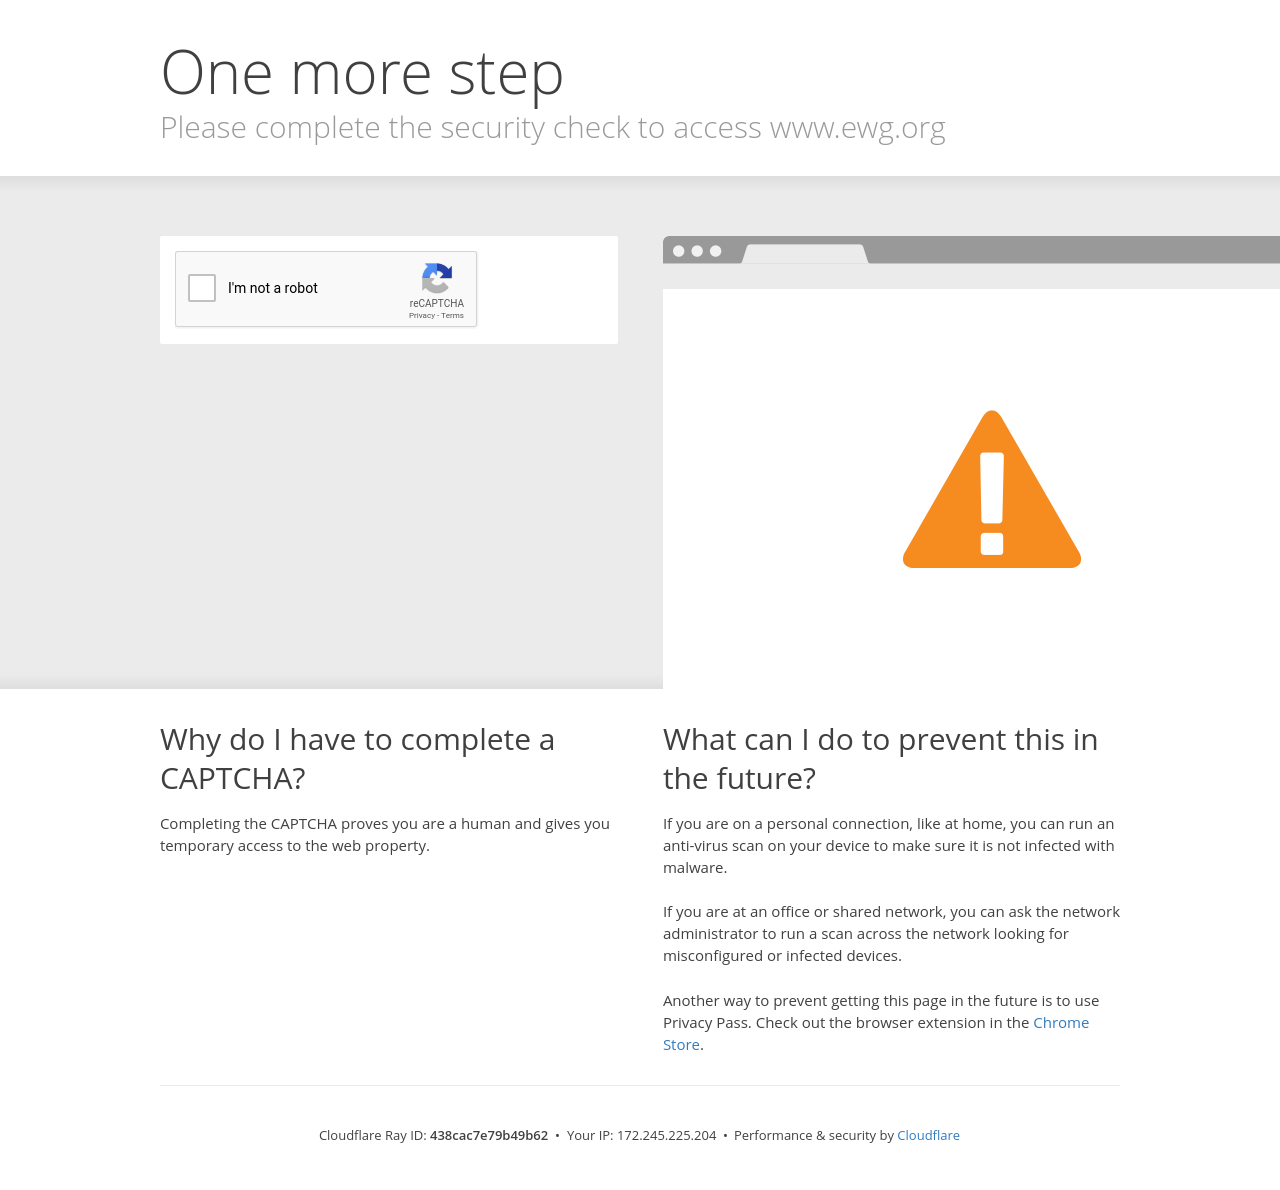 One more step
Please complete the security check to access www.ewg.org
I'm not a robot
reCAPTCHA
Privacy - Terms
Why do I have to complete a
CAPTCHA?
Completing the CAPTCHA proves you are a human and gives you
temporary access to the web property.
What can I do to prevent this in
the future?
If you are on a personal connection, like at home, you can run an
anti-virus scan on your device to make sure it is not infected with
malware.
If you are at an office or shared network, you can ask the network
administrator to run a scan across the network looking for
misconfigured or infected devices.
Another way to prevent getting this page in the future is to use
Privacy Pass. Check out the browser extension in the Chrome
Store.
Cloudflare Ray ID: 438cac7e79b49b62 • Your IP: 172.245.225.204 • Performance & security by Cloudflare